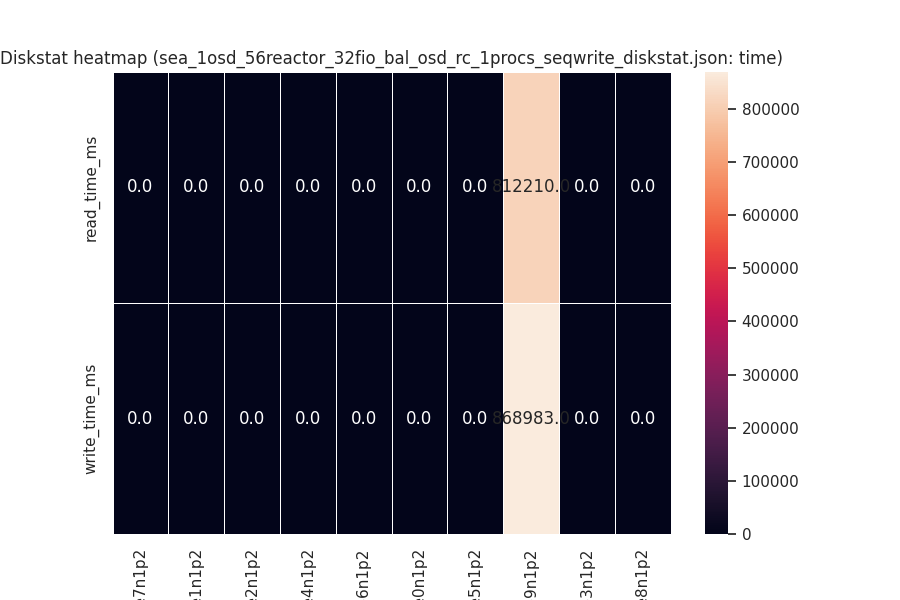 Diskstat heatmap (sea_1osd_56reactor_32fio_bal_osd_rc_1procs_seqwrite_diskstat.json: time)
read_time_ms
0.0 0.0 0.0 0.0 0.0 0.0 0.0 812210.0 0.0 0.0
write_time_ms
0.0 0.0 0.0 0.0 0.0 0.0 0.0 868983.0 0.0 0.0
7n1p2
1n1p2
2n1p2
4n1p2
6n1p2
0n1p2
5n1p2
9n1p2
3n1p2
8n1p2
800000
700000
600000
500000
400000
300000
200000
100000
0